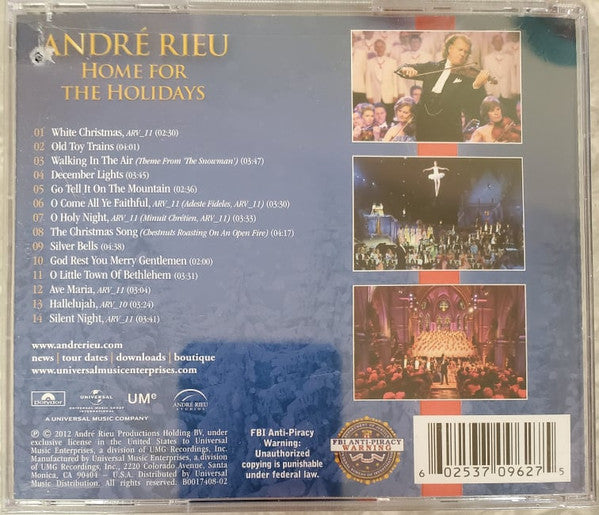 ANDRÉ RIEU
HOME FOR
THE HOLIDAYS
01 White Christmas, ARV_11 (02:30)
02 Old Toy Trains (04:01)
03 Walking In The Air (Theme From 'The Snowman') (03:47)
04 December Lights (03:45)
05 Go Tell It On The Mountain (02:36)
06 O Come All Ye Faithful, ARV_11 (Adeste Fideles, ARV_11) (03:30)
07 O Holy Night, ARV_11 (Minuit Chrétien, ARV_11) (03:33)
08 The Christmas Song (Chestnuts Roasting On An Open Fire) (04:17)
09 Silver Bells (04:38)
10 God Rest You Merry Gentlemen (02:00)
11 O Little Town Of Bethlehem (03:31)
12 Ave Maria, ARV_11 (03:04)
13 Hallelujah, ARV_10 (03:24)
14 Silent Night, ARV_11 (03:41)
www.andrerieu.com
news | tour dates | downloads | boutique
www.universalmusicenterprises.com
Polydor
UNIVERSAL
UNIVERSAL MUSIC GROUP
INTERNATIONAL
UMe
ANDRÉ RIEU
STUDIOS
A UNIVERSAL MUSIC COMPANY
℗ © 2012 André Rieu Productions Holding BV, under
exclusive license in the United States to Universal
Music Enterprises, a division of UMG Recordings, Inc.
Manufactured by Universal Music Enterprises, a division
of UMG Recordings, Inc., 2220 Colorado Avenue, Santa
Monica, CA 90404 — U.S.A. Distributed by Universal
Music Distribution. All rights reserved. B0017408-02
FBI Anti-Piracy
Warning:
Unauthorized
copying is punishable
under federal law.
FBI ANTI-PIRACY
WARNING
6 02537 09627 5